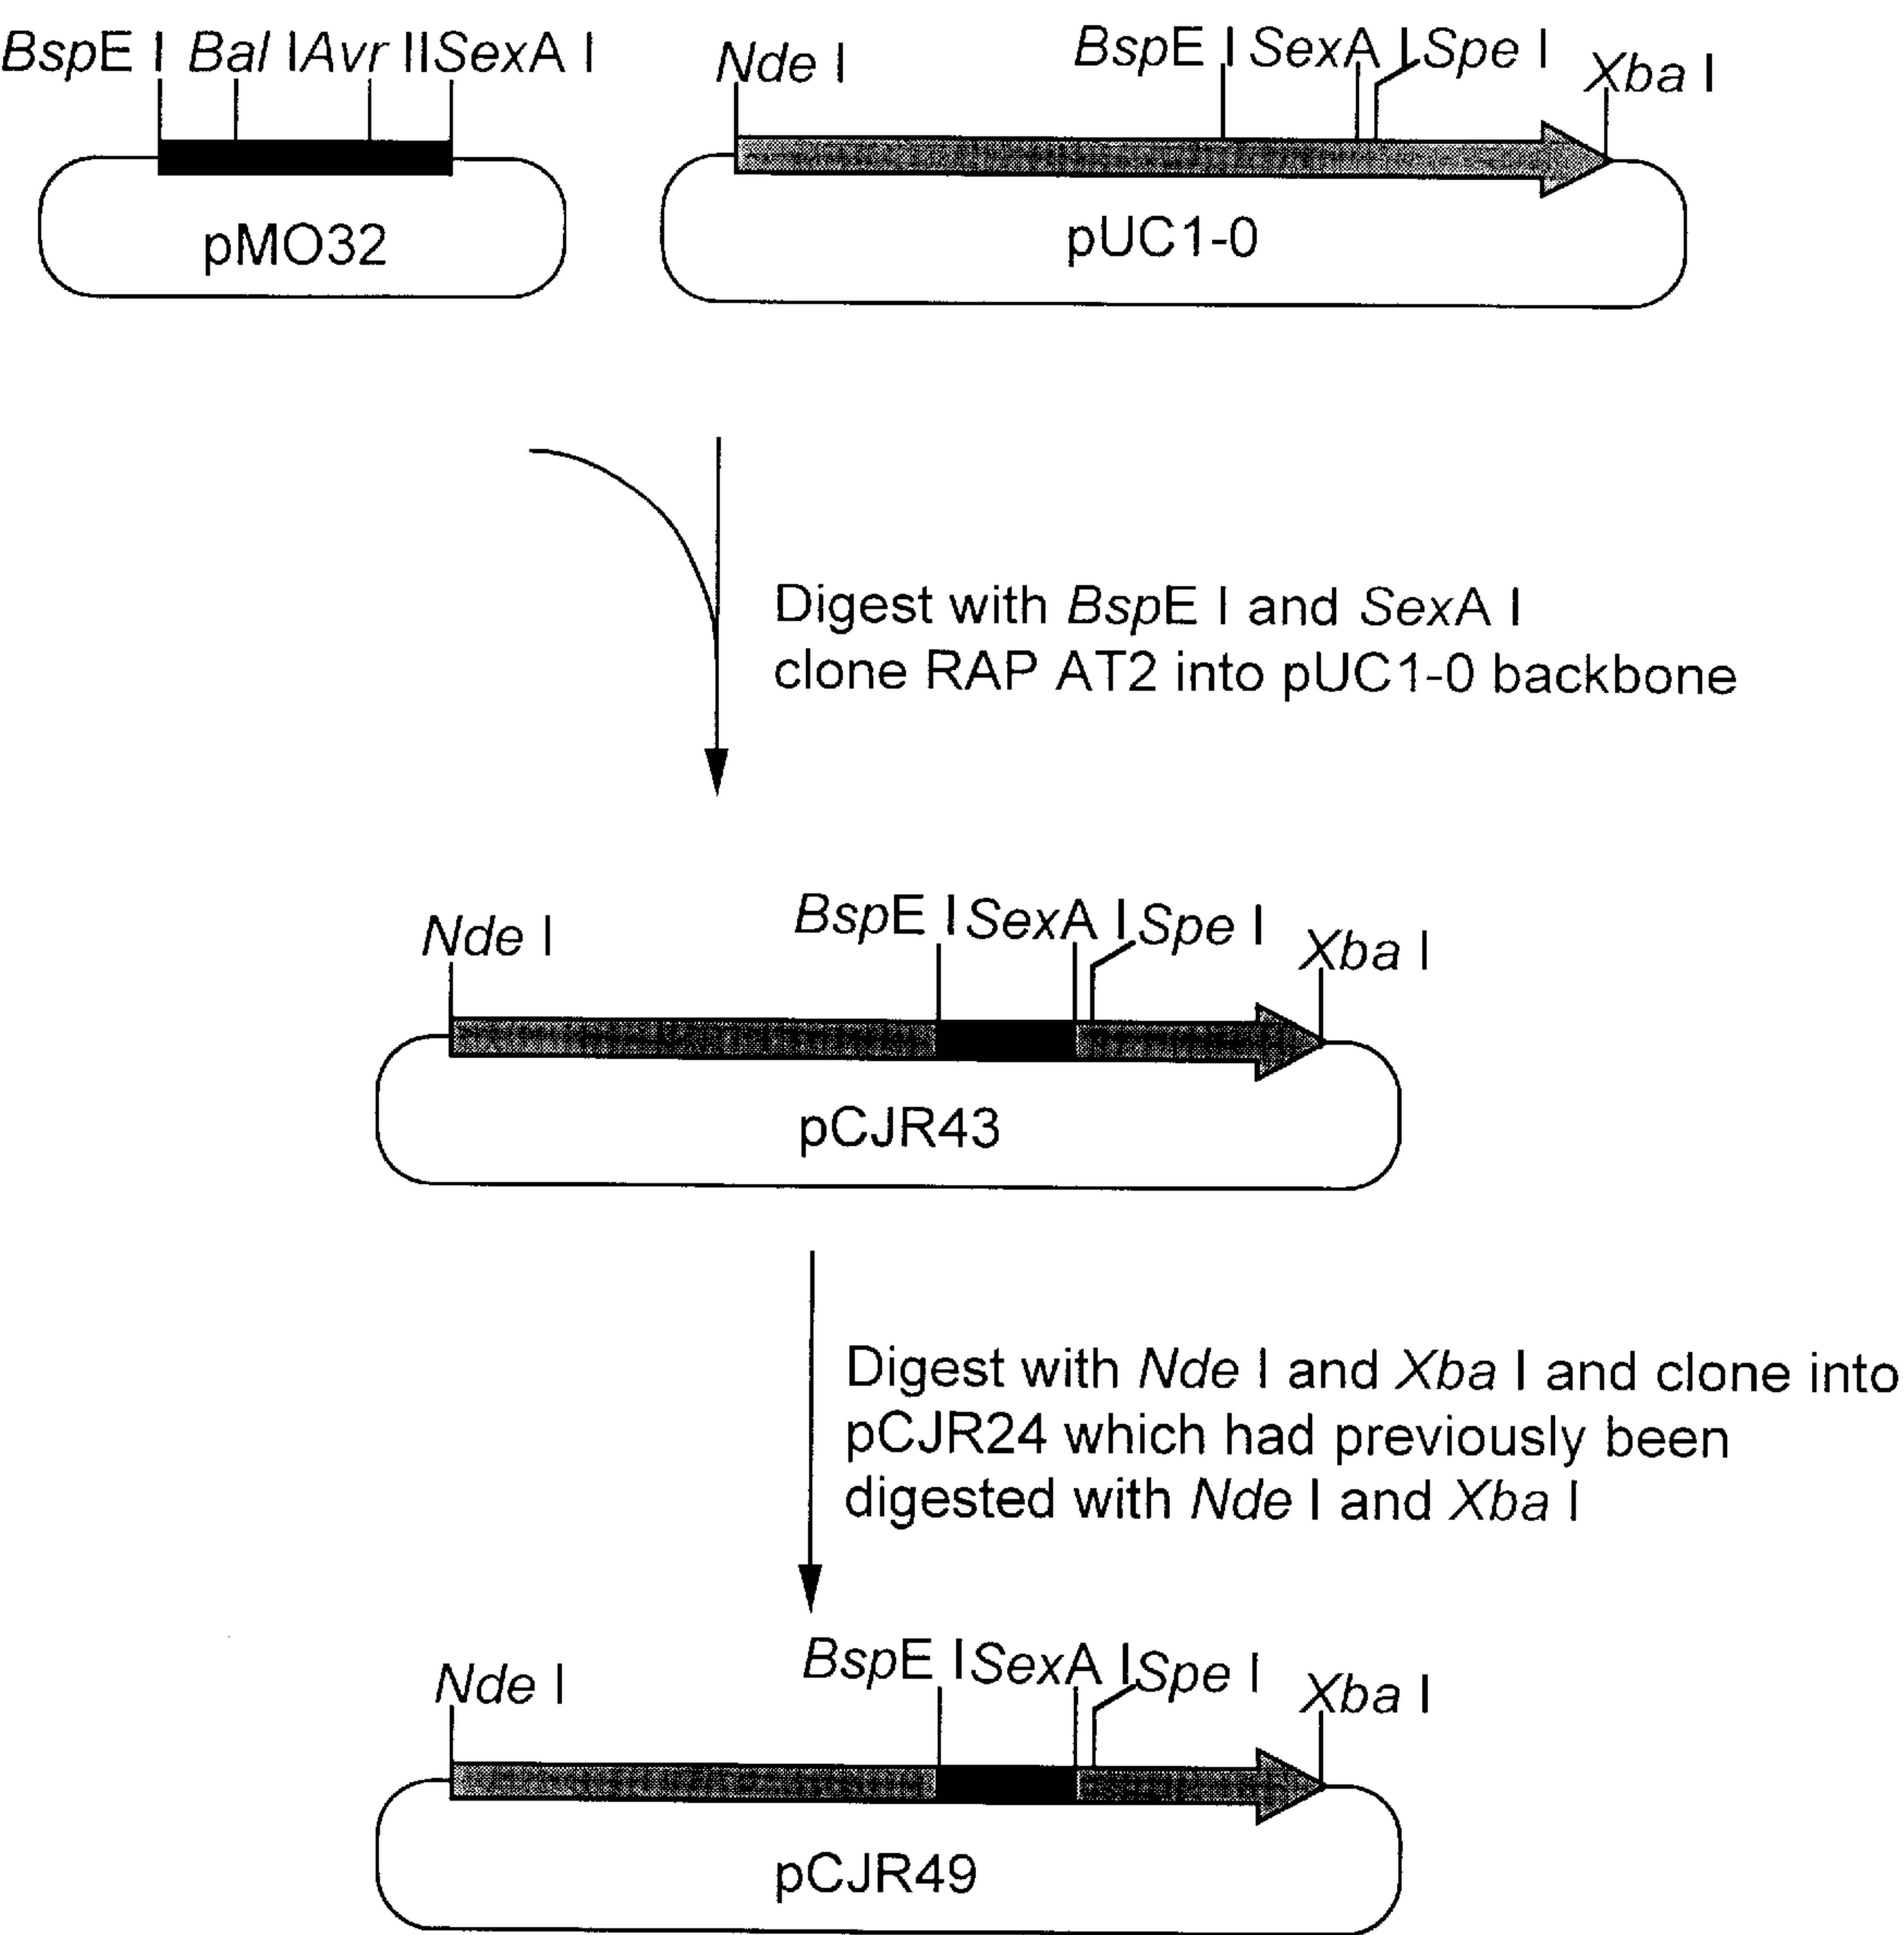 BspE I Bal I Avr II SexA I
Nde I BspE I SexA I Spe I Xba I
pMO32
pUC1-0
Digest with BspE I and SexA I
clone RAP AT2 into pUC1-0 backbone
Nde I BspE I SexA I Spe I Xba I
pCJR43
Digest with Nde I and Xba I and clone into
pCJR24 which had previously been
digested with Nde I and Xba I
Nde I BspE I SexA I Spe I Xba I
pCJR49